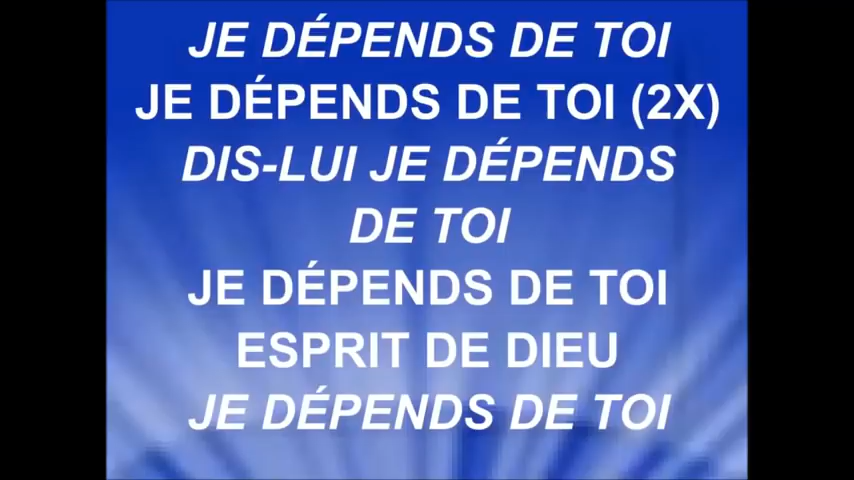 JE DÉPENDS DE TOI
JE DÉPENDS DE TOI (2X)
DIS-LUI JE DÉPENDS
DE TOI
JE DÉPENDS DE TOI
ESPRIT DE DIEU
JE DÉPENDS DE TOI